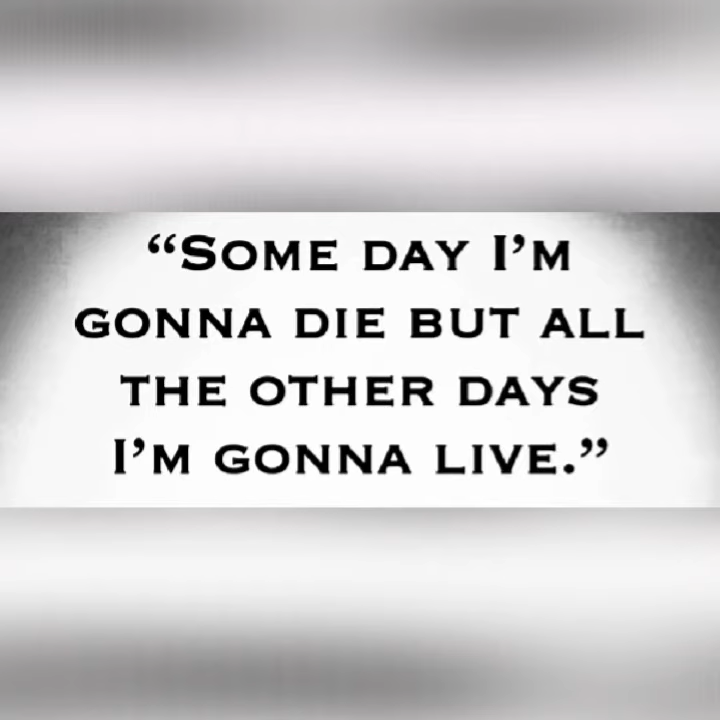 “SOME DAY I’M
GONNA DIE BUT ALL
THE OTHER DAYS
I’M GONNA LIVE.”